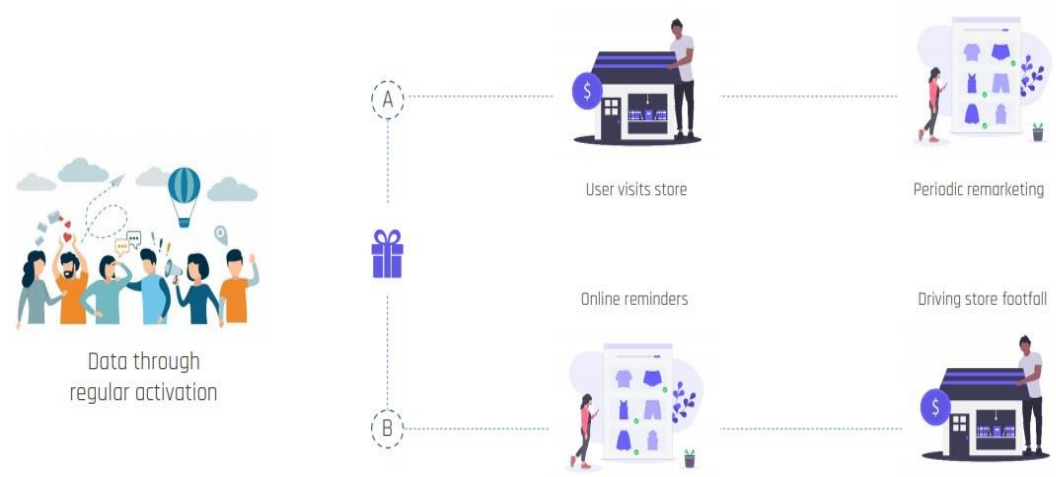 A
$
User visits store
Periodic remarketing
Data through
regular activation
Online reminders
Driving store footfall
B
$